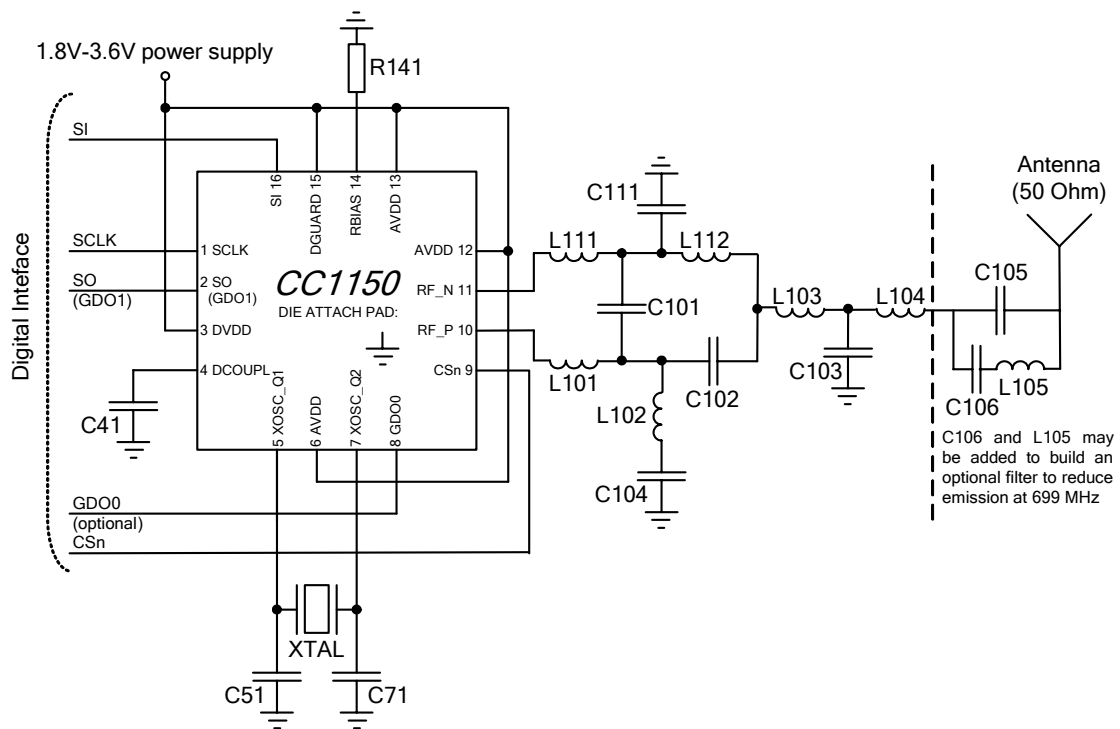 1.8V-3.6V power supply
R141
Digital Inteface
SI
SCLK
SO
(GDO1)
GDO0
(optional)
CSn
SI 16
DGUARD 15
RBIAS 14
AVDD 13
1 SCLK
2 SO
(GDO1)
3 DVDD
4 DCOUPL
CC1150
DIE ATTACH PAD:
AVDD 12
RF_N 11
RF_P 10
CSn 9
5 XOSC_Q1
6 AVDD
7 XOSC_Q2
8 GDO0
C41
XTAL
C51
C71
C111
L111
L112
C101
L101
C102
L102
C104
L103
L104
C103
Antenna
(50 Ohm)
C105
L105
C106
C106 and L105 may
be added to build an
optional filter to reduce
emission at 699 MHz